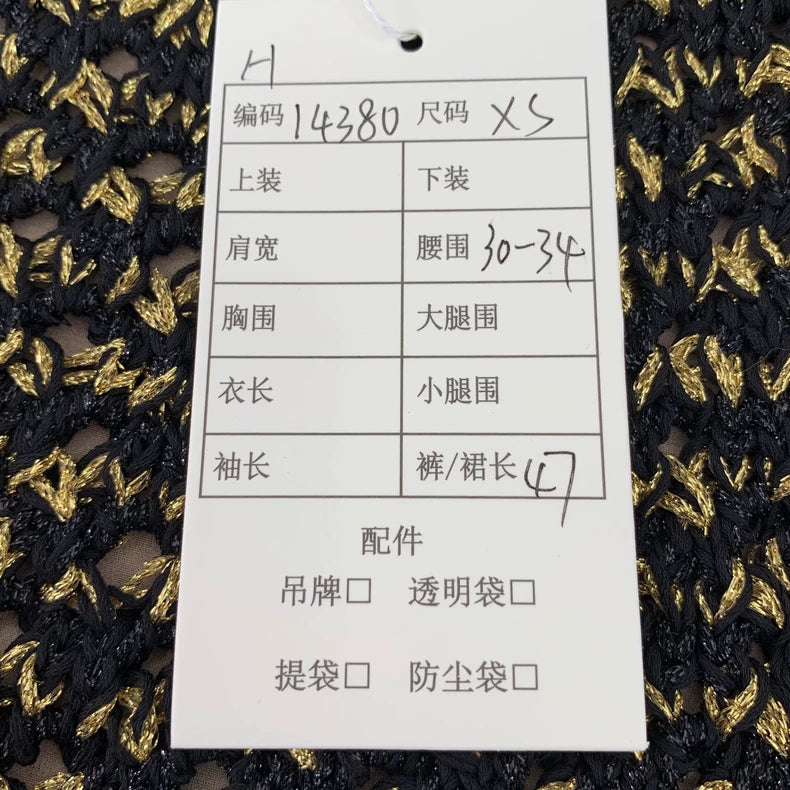 H
编码 14380 尺码 XS
上装 下装
肩宽 腰围 30-34
胸围 大腿围
衣长 小腿围
袖长 裤/裙长 47
配件
吊牌□ 透明袋□
提袋□ 防尘袋□